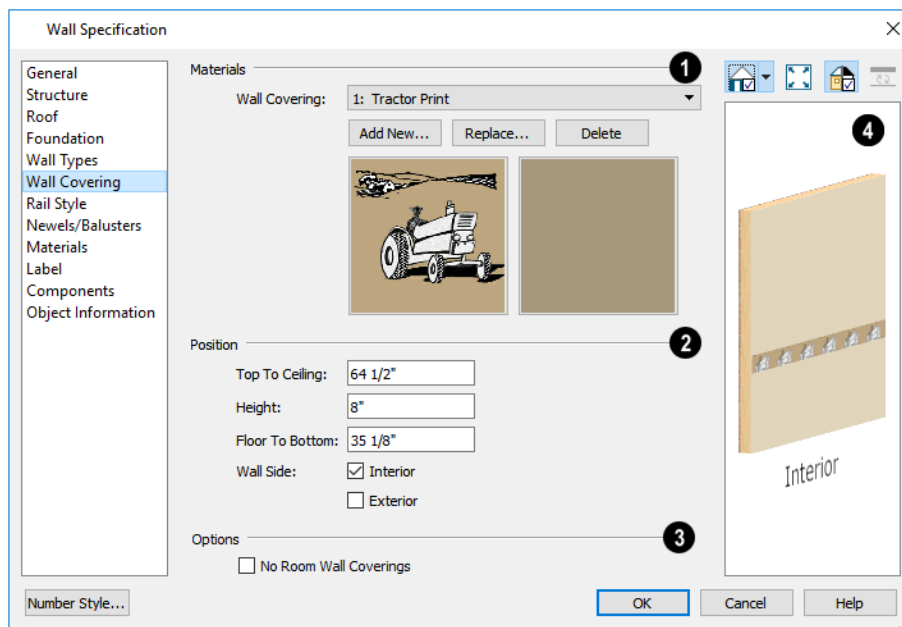 Wall Specification
General
Structure
Roof
Foundation
Wall Types
Wall Covering
Rail Style
Newels/Balusters
Materials
Label
Components
Object Information
Materials
1
Wall Covering:
1: Tractor Print
Add New...
Replace...
Delete
Position
2
Top To Ceiling:
64 1/2"
Height:
8"
Floor To Bottom:
35 1/8"
Wall Side:
Interior
Exterior
Options
3
No Room Wall Coverings
4
Interior
Number Style...
OK
Cancel
Help